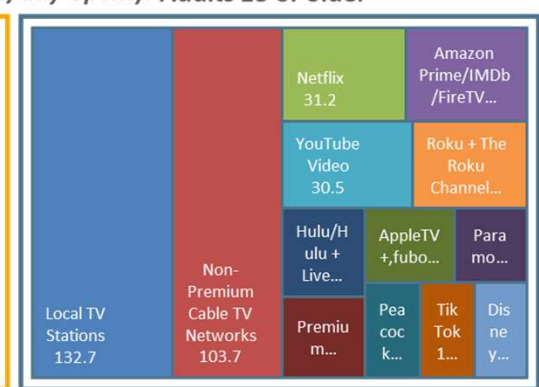 Adults 25 or older
Local TV
Stations
132.7
Non-
Premium
Cable TV
Networks
103.7
Netflix
31.2
Amazon
Prime/IMDb
/FireTV...
YouTube
Video
30.5
Roku + The
Roku
Channel...
Hulu/H
ulu +
Live...
AppleTV
+,fubo...
Para
mo...
Premiu
m...
Pea
coc
k...
Tik
Tok
1...
Dis
ne
y...